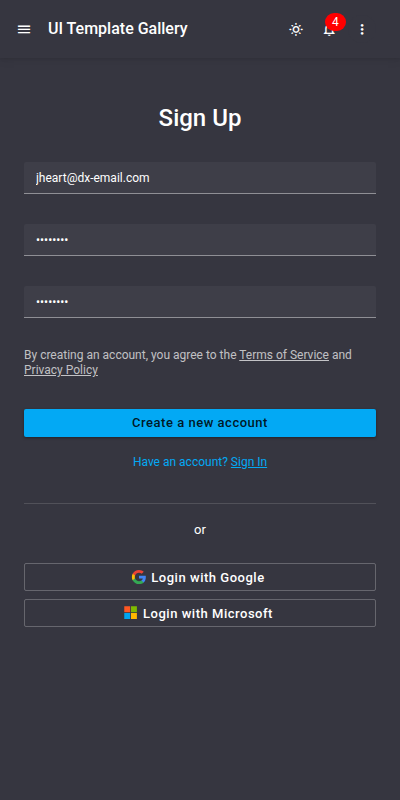 UI Template Gallery
4
Sign Up
jheart@dx-email.com
••••••••
••••••••
By creating an account, you agree to the Terms of Service and
Privacy Policy
Create a new account
Have an account? Sign In
or
Login with Google
Login with Microsoft